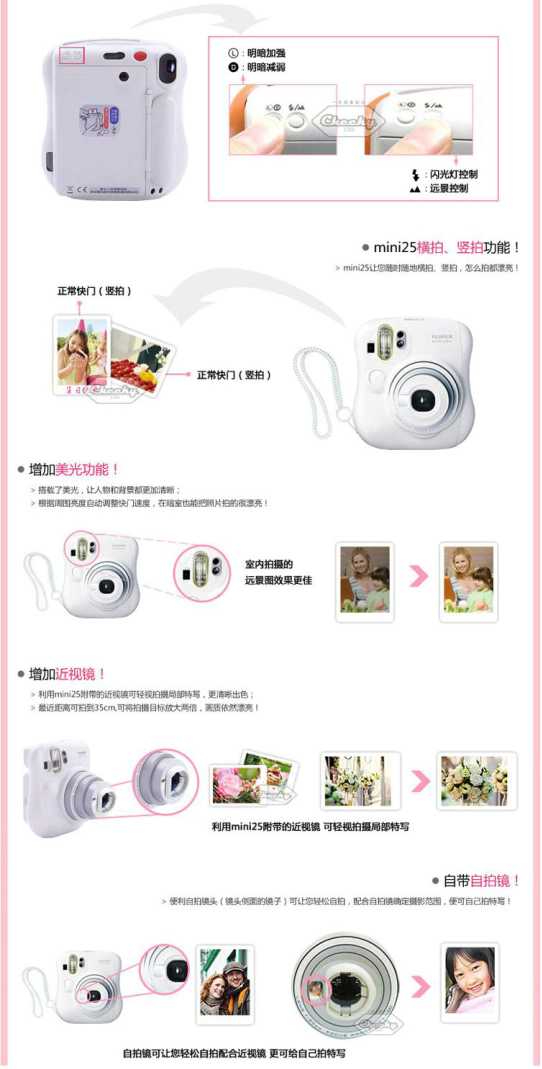 L : 明暗加强
D : 明暗减弱
Cheeky
: 闪光灯控制
: 远景控制
mini25横拍、竖拍功能！
> mini25让您随时随地横拍、竖拍，怎么拍都漂亮！
正常快门（竖拍）
正常快门（竖拍）
Cheeky
FUJIFILM
增加美光功能！
> 搭载了美光，让人物和背景都更加清晰；
> 根据周围亮度自动调整快门速度，在暗室也能把照片拍的很漂亮！
室内拍摄的
远景图效果更佳
增加近视镜！
> 利用mini25附带的近视镜可轻视拍摄局部特写，更清晰出色；
> 最近距离可拍到35cm,可将拍摄目标放大两倍，画质依然漂亮！
利用mini25附带的近视镜 可轻视拍摄局部特写
自带自拍镜！
> 便利自拍镜头（镜头侧面的镜子）可让您轻松自拍，配合自拍镜确定摄影范围，便可自己拍特写！
Cheeky
自拍镜可让您轻松自拍配合近视镜 更可给自己拍特写